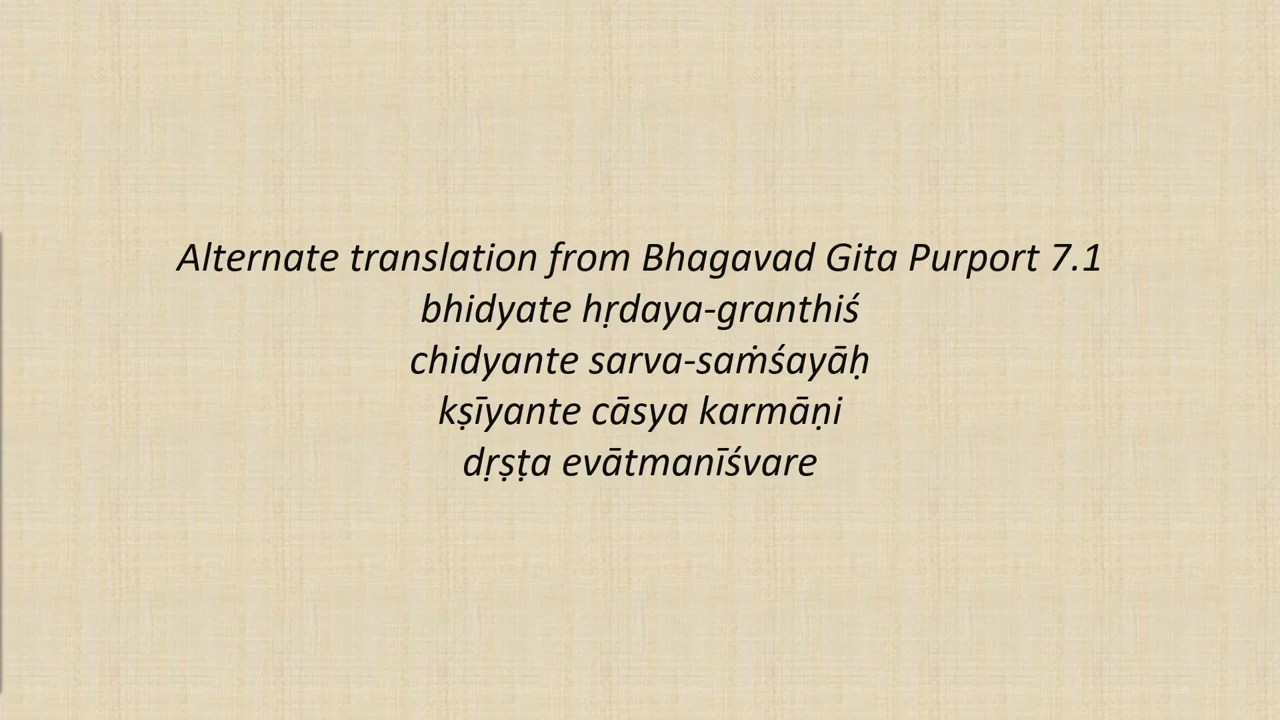 Alternate translation from Bhagavad Gita Purport 7.1
bhidyate hṛdaya-granthiś
chidyante sarva-saṁśayāḥ
kṣīyante cāsya karmāṇi
dṛṣṭa evātmanīśvare